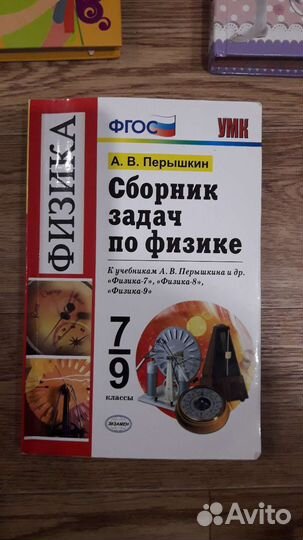 ФГОС
УМК
А. В. Перышкин
Сборник
задач
по физике
К учебникам А. В. Перышкина и др.
«Физика-7», «Физика-8»,
«Физика-9»
7
9
классы
ФИЗИКА
ЭКЗАМЕН
Avito